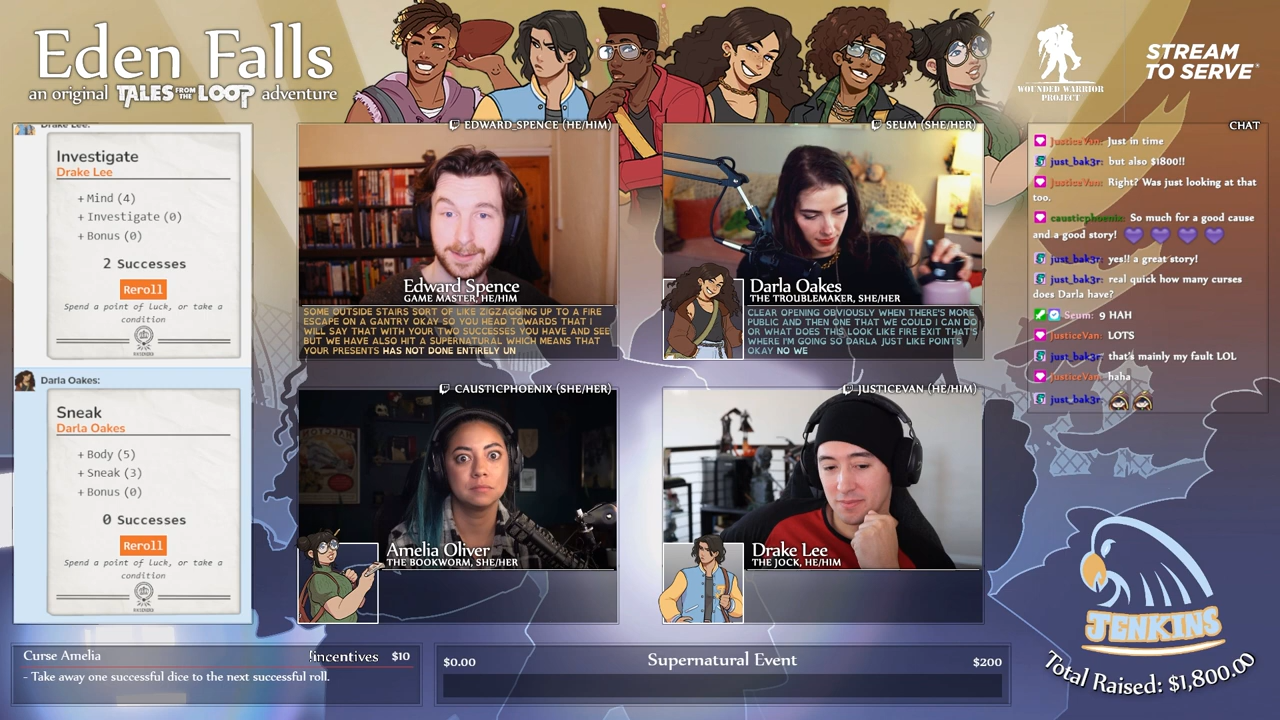 Eden Falls
an original TALES FROM THE LOOP adventure
WOUNDED WARRIOR
PROJECT
STREAM
TO SERVE
Drake Lee:
Investigate
Drake Lee
+ Mind (4)
+ Investigate (0)
+ Bonus (0)
2 Successes
Reroll
Spend a point of luck, or take a
condition
Darla Oakes:
Sneak
Darla Oakes
+ Body (5)
+ Sneak (3)
+ Bonus (0)
0 Successes
Reroll
Spend a point of luck, or take a
condition
EDWARD_SPENCE (HE/HIM)
Edward Spence
GAME MASTER, HE/HIM
SOME OUTSIDE STAIRS SORT OF LIKE ZIGZAGGING UP TO A FIRE
ESCAPE ON A GANTRY OKAY SO YOU HEAD TOWARDS THAT I
WILL SAY THAT WITH YOUR TWO SUCCESSES YOU HAVE AND SEE
BUT WE HAVE ALSO HIT A SUPERNATURAL WHICH MEANS THAT
YOUR PRESENTS HAS NOT DONE ENTIRELY UN
SEUM (SHE/HER)
Darla Oakes
THE TROUBLEMAKER, SHE/HER
CLEAR OPENING OBVIOUSLY WHEN THERE'S MORE
PUBLIC AND THEN ONE THAT WE COULD I CAN DO
OR WHAT DOES THIS LOOK LIKE FIRE EXIT THAT'S
WHERE I'M GOING SO DARLA JUST LIKE POINTS
OKAY NO WE
CAUSTICPHOENIX (SHE/HER)
Amelia Oliver
THE BOOKWORM, SHE/HER
JUSTICEVAN (HE/HIM)
Drake Lee
THE JOCK, HE/HIM
CHAT
JusticeVan: Just in time
just_bak3r: but also $1800!!
JusticeVan: Right? Was just looking at that
too.
causticphoenix: So much for a good cause
and a good story!
just_bak3r: yes!! a great story!
just_bak3r: real quick how many curses
does Darla have?
Seum: 9 HAH
JusticeVan: LOTS
just_bak3r: that's mainly my fault LOL
JusticeVan: haha
just_bak3r:
JENKINS
Total Raised: $1,800.00
Curse Amelia !incentives $10
- Take away one successful dice to the next successful roll.
$0.00 Supernatural Event $200